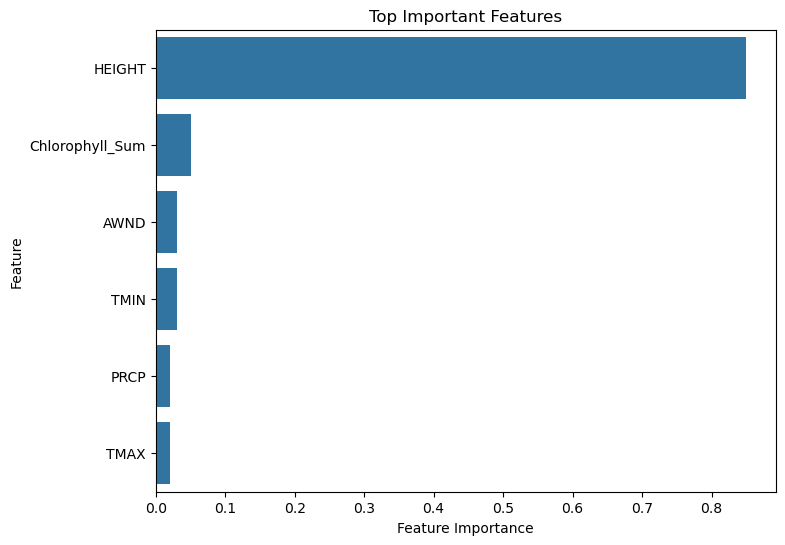 Top Important Features
HEIGHT
Chlorophyll_Sum
AWND
TMIN
PRCP
TMAX
Feature
0.0 0.1 0.2 0.3 0.4 0.5 0.6 0.7 0.8
Feature Importance